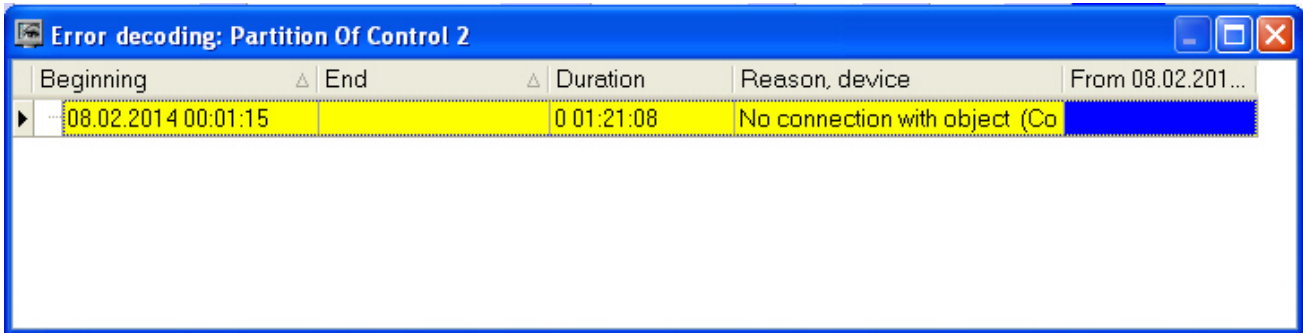 Error decoding: Partition Of Control 2
Beginning End Duration Reason, device From 08.02.201...
08.02.2014 00:01:15 0 01:21:08 No connection with object (Co